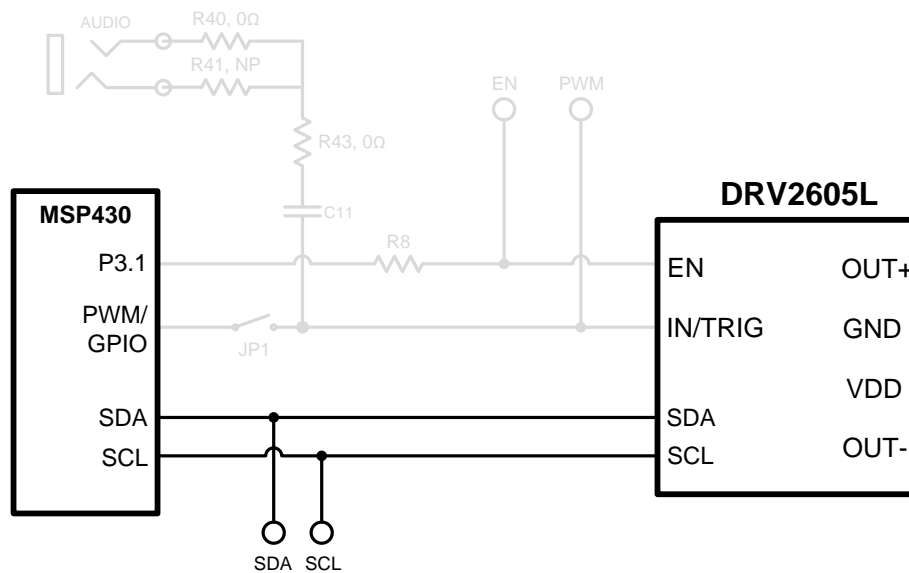 AUDIO
R40, 0Ω
R41, NP
EN
PWM
R43, 0Ω
C11
MSP430
DRV2605L
P3.1
R8
EN
OUT+
PWM/
GPIO
JP1
IN/TRIG
GND
VDD
SDA
SDA
SCL
SCL
OUT-
SDA SCL